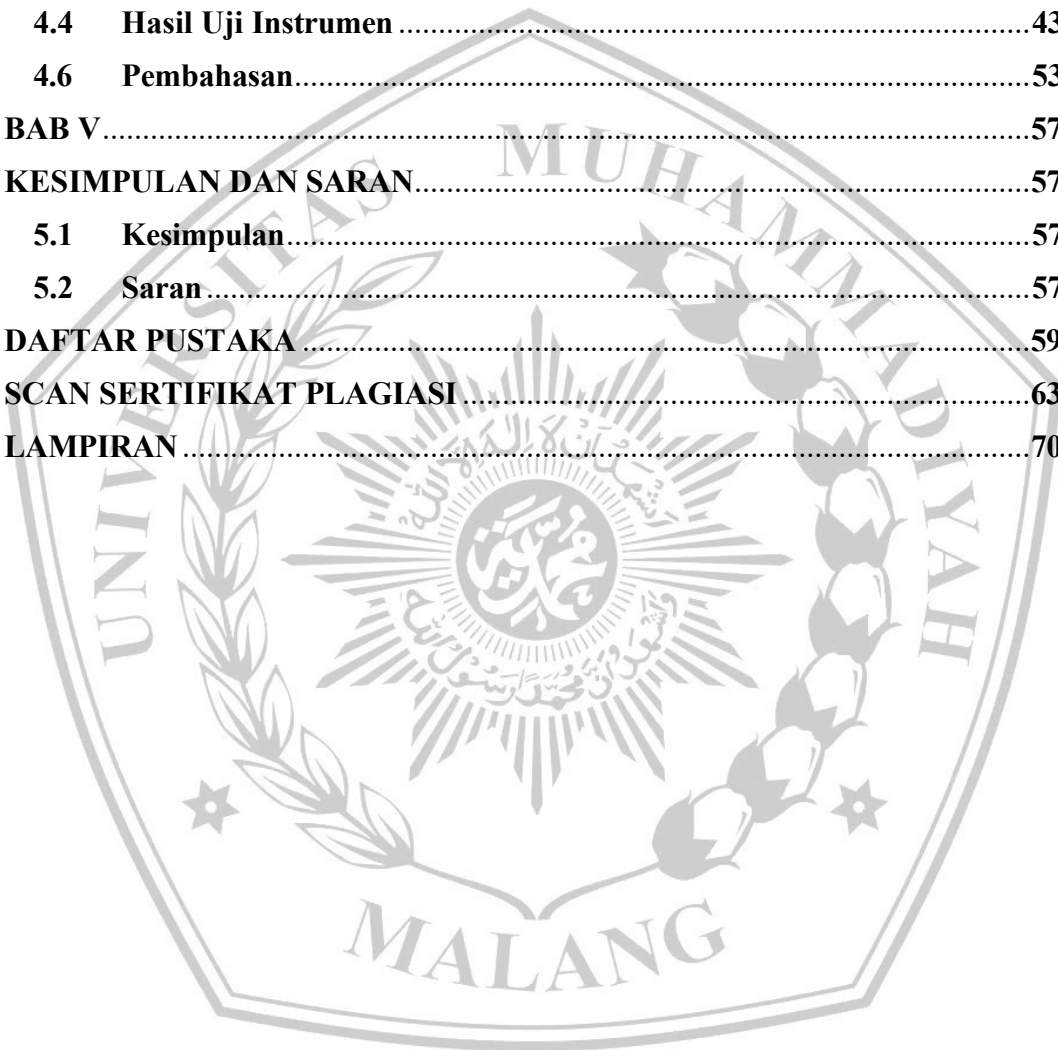 4.4 Hasil Uji Instrumen ........ 43
4.6 Pembahasan ........ 53
BAB V ........ 57
KESIMPULAN DAN SARAN ........ 57
5.1 Kesimpulan ........ 57
5.2 Saran ........ 57
DAFTAR PUSTAKA ........ 59
SCAN SERTIFIKAT PLAGIASI ........ 63
LAMPIRAN ........ 70
UNIVERSITAS MUHAMMADIYAH
MALANG